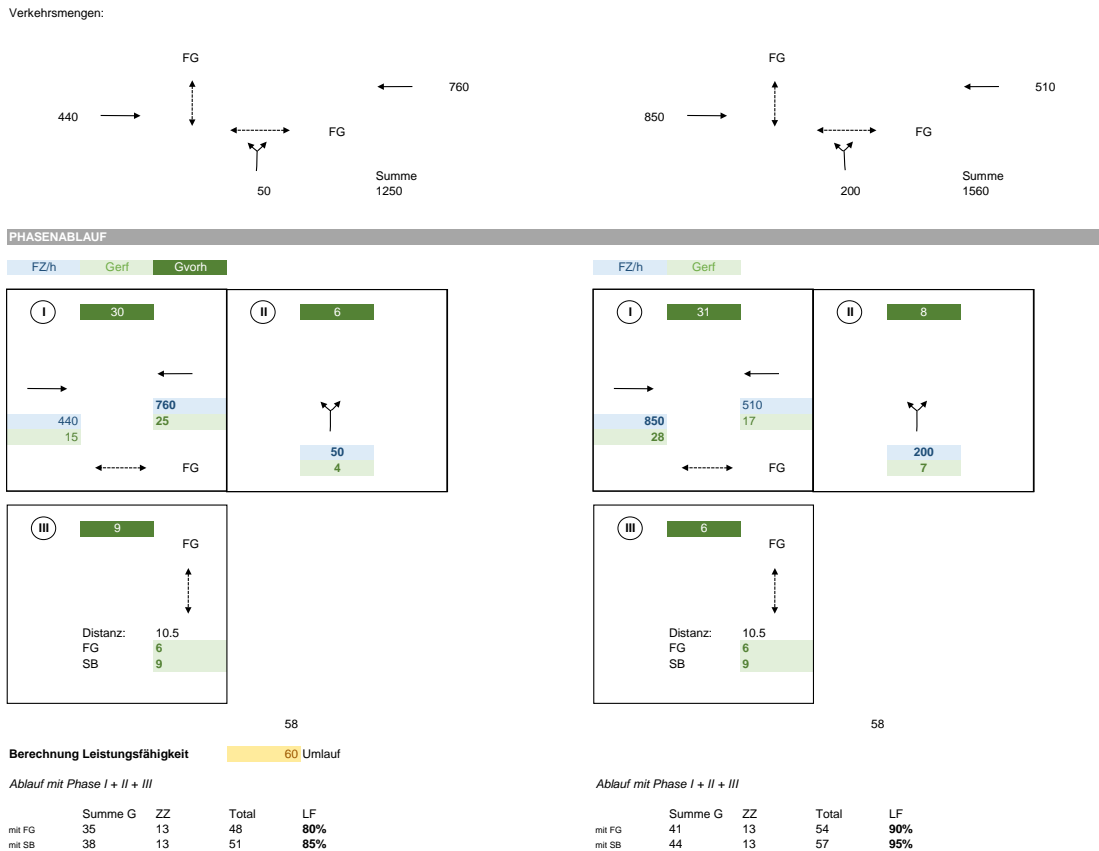 Verkehrsmengen:
FG FG
760 510
440 850
FG FG
Summe Summe
50 1250 200 1560
PHASENABLAUF
FZ/h Gerf Gvorh FZ/h Gerf
I 30 II 6 I 31 II 8
760 510
440 25 850 17
15 28
50 200
FG 4 FG 7
III 9 III 6
FG FG
Distanz: 10.5 Distanz: 10.5
FG 6 FG 6
SB 9 SB 9
58 58
Berechnung Leistungsfähigkeit 60 Umlauf
Ablauf mit Phase I + II + III Ablauf mit Phase I + II + III
Summe G ZZ Total LF Summe G ZZ Total LF
mit FG 35 13 48 80% mit FG 41 13 54 90%
mit SB 38 13 51 85% mit SB 44 13 57 95%